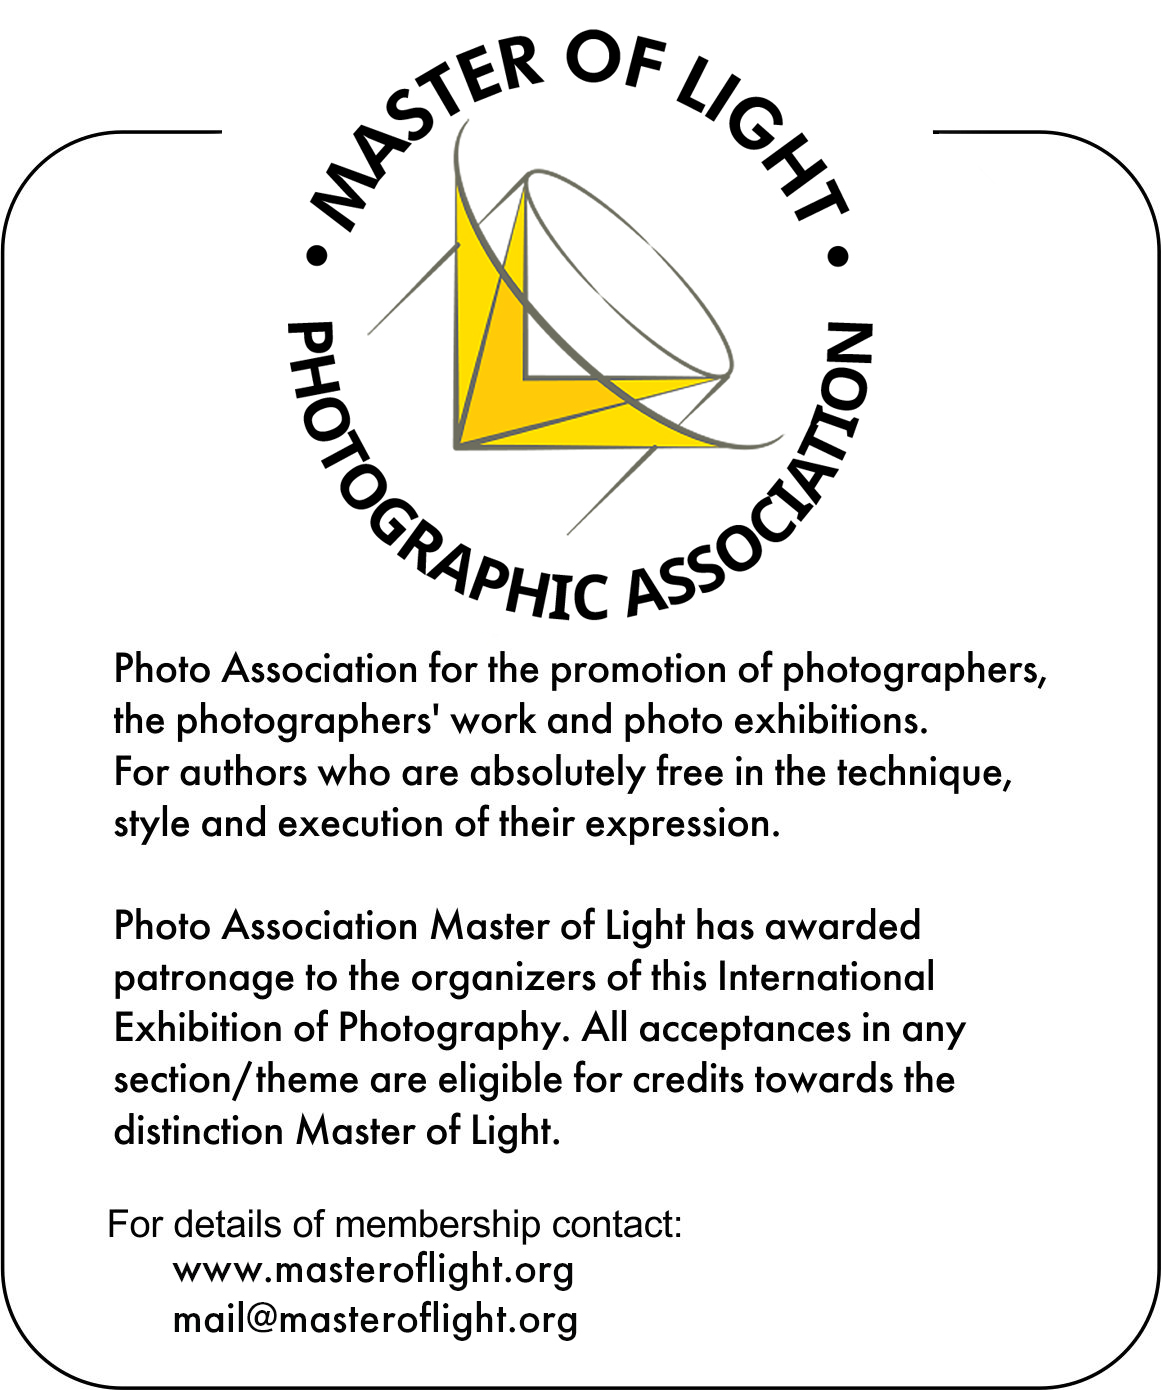 • MASTER OF LIGHT •
PHOTOGRAPHIC ASSOCIATION
Photo Association for the promotion of photographers,
the photographers' work and photo exhibitions.
For authors who are absolutely free in the technique,
style and execution of their expression.
Photo Association Master of Light has awarded
patronage to the organizers of this International
Exhibition of Photography. All acceptances in any
section/theme are eligible for credits towards the
distinction Master of Light.
For details of membership contact:
www.masteroflight.org
mail@masteroflight.org